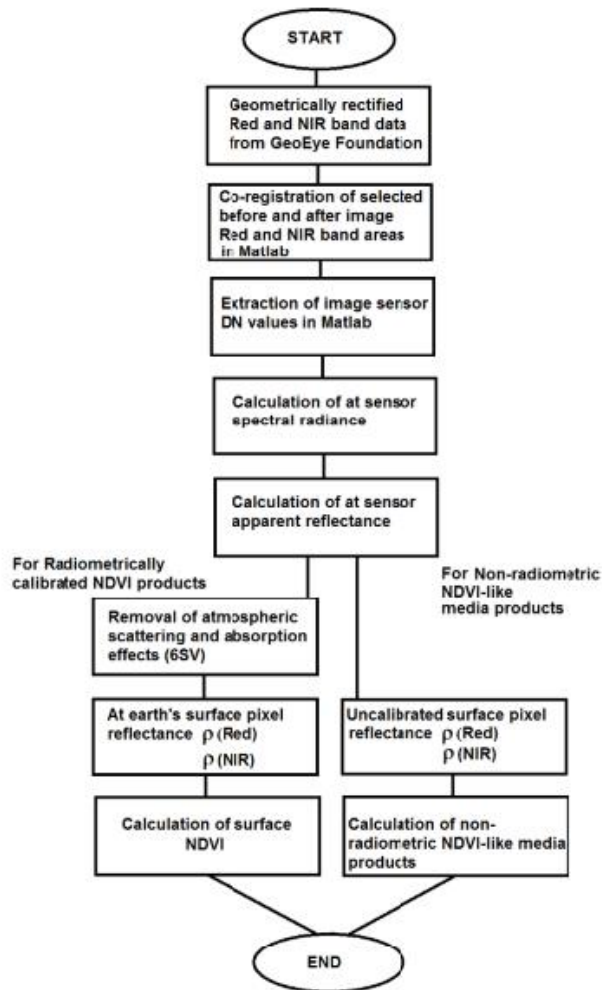 START
Geometrically rectified
Red and NIR band data
from GeoEye Foundation
Co-registration of selected
before and after image
Red and NIR band areas
in Matlab
Extraction of image sensor
DN values in Matlab
Calculation of at sensor
spectral radiance
Calculation of at sensor
apparent reflectance
For Radiometrically
calibrated NDVI products
For Non-radiometric
NDVI-like
media products
Removal of atmospheric
scattering and absorption
effects (6SV)
At earth's surface pixel
reflectance ρ (Red)
ρ (NIR)
Uncalibrated surface pixel
reflectance ρ (Red)
ρ (NIR)
Calculation of surface
NDVI
Calculation of non-
radiometric NDVI-like media
products
END